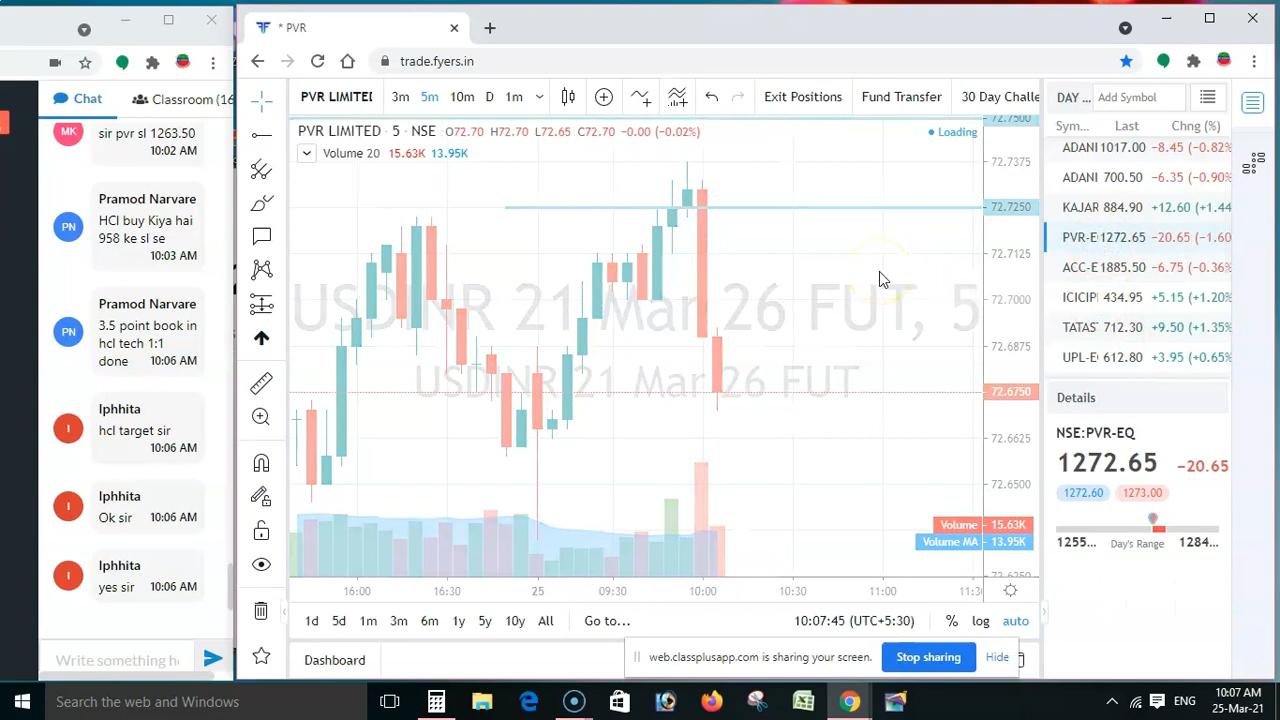 * PVR
trade.fyers.in
Chat
Classroom (16
MK
sir pvr sl 1263.50
10:02 AM
Pramod Narvare
PN
HCl buy Kiya hai
958 ke sl se
10:03 AM
Pramod Narvare
PN
3.5 point book in
hcl tech 1:1
done
10:06 AM
Iphhita
I
hcl target sir
10:06 AM
Iphhita
I
Ok sir
10:06 AM
Iphhita
I
yes sir
10:06 AM
PVR LIMITED
3m 5m 10m D 1m
Exit Positions
Fund Transfer
30 Day Challe
PVR LIMITED · 5 · NSE O72.70 H72.70 L72.65 C72.70 -0.00 (-0.02%)
Loading
Volume 20 15.63K 13.95K
USDINR 21 Mar 26 FUT, 5
USDINR 21 Mar 26 FUT
72.7500
72.7375
72.7250
72.7125
72.7000
72.6875
72.6750
72.6625
72.6500
Volume 15.63K
Volume MA 13.95K
72.6250
16:00 16:30 25 09:30 10:00 10:30 11:00 11:30
1d 5d 1m 3m 6m 1y 5y 10y All Go to...
10:07:45 (UTC+5:30) % log auto
Dashboard
web.classplusapp.com is sharing your screen.
Stop sharing
Hide
DAY ...
Add Symbol
Sym... Last Chng (%)
ADANI 1017.00 -8.45 (-0.82%
ADANI 700.50 -6.35 (-0.90%
KAJAR 884.90 +12.60 (+1.44
PVR-E 1272.65 -20.65 (-1.60
ACC-E 1885.50 -6.75 (-0.36%
ICICIP 434.95 +5.15 (+1.20%
TATAS 712.30 +9.50 (+1.35%
UPL-E 612.80 +3.95 (+0.65%
Details
NSE:PVR-EQ
1272.65 -20.65
1272.60 1273.00
1255... Day's Range 1284...
Write something h
Search the web and Windows
ENG
10:07 AM
25-Mar-21